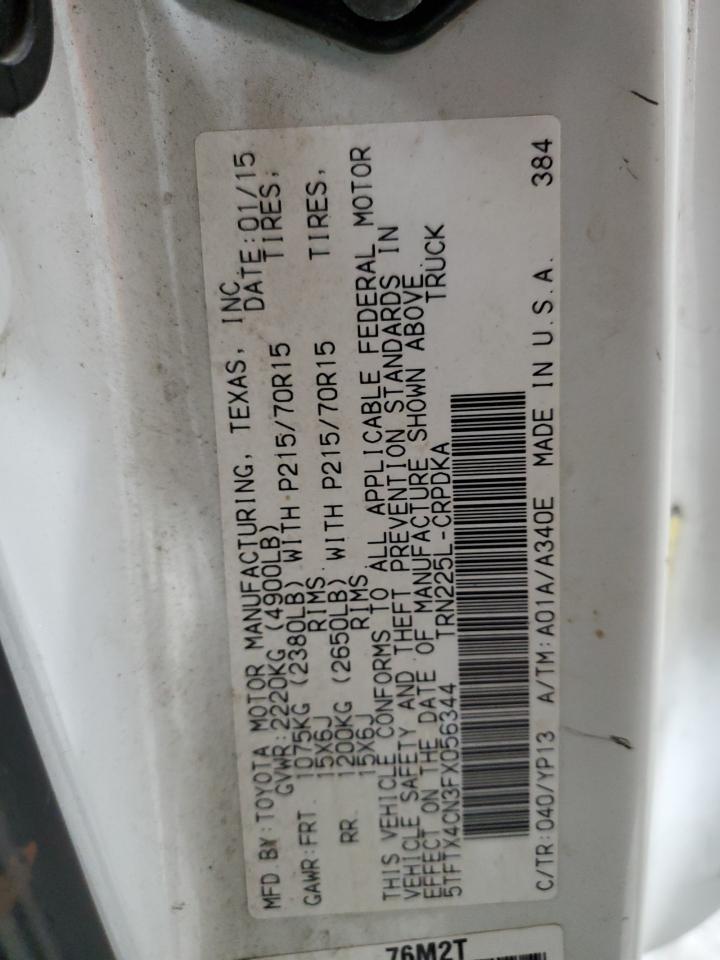 MFD BY:TOYOTA MOTOR MANUFACTURING, TEXAS, INC
GVWR:2220KG (4900LB) DATE:01/15
GAWR:FRT. 1075KG (2380LB) WITH P215/70R15 TIRES,
15X6J RIMS.
RR. 1200KG (2650LB) WITH P215/70R15 TIRES,
15X6J RIMS.
THIS VEHICLE CONFORMS TO ALL APPLICABLE FEDERAL MOTOR
VEHICLE SAFETY AND THEFT PREVENTION STANDARDS IN
EFFECT ON THE DATE OF MANUFACTURE SHOWN ABOVE.
5TFTX4CN3FX056344 TRN225L-CRPDKA TRUCK
C/TR:040/YP13 A/TM:A01A/A340E MADE IN U.S.A. 384
76M2T